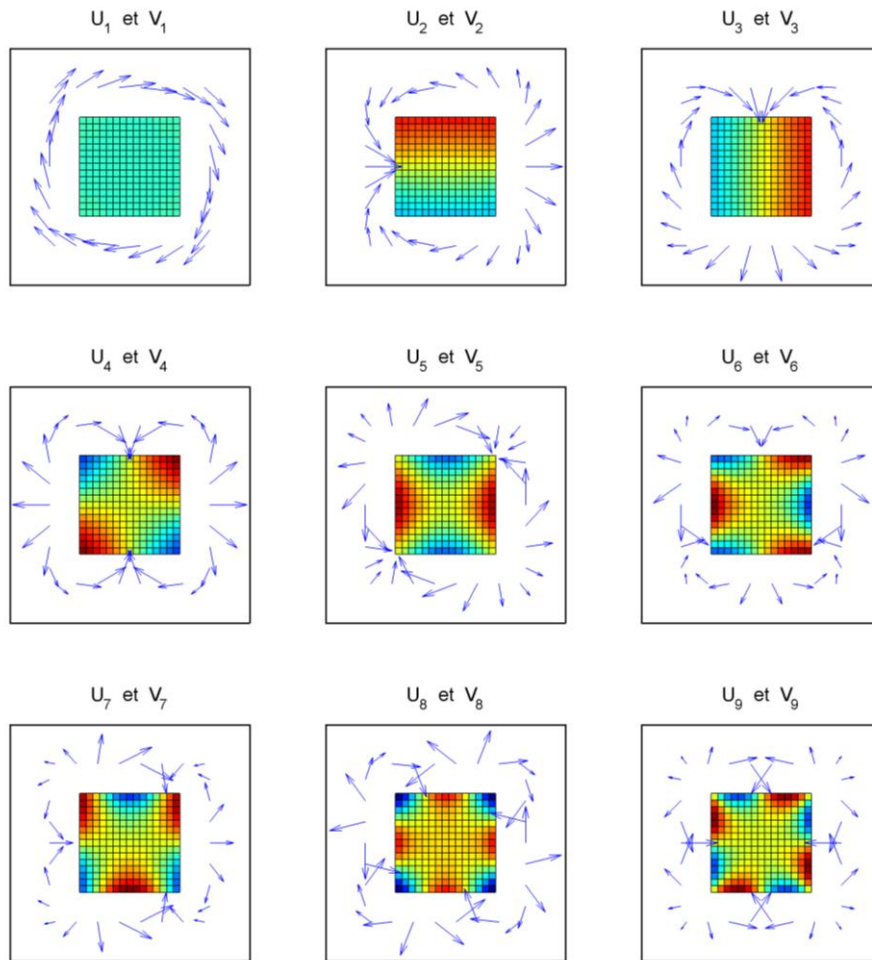 U₁ et V₁
U₂ et V₂
U₃ et V₃
U₄ et V₄
U₅ et V₅
U₆ et V₆
U₇ et V₇
U₈ et V₈
U₉ et V₉